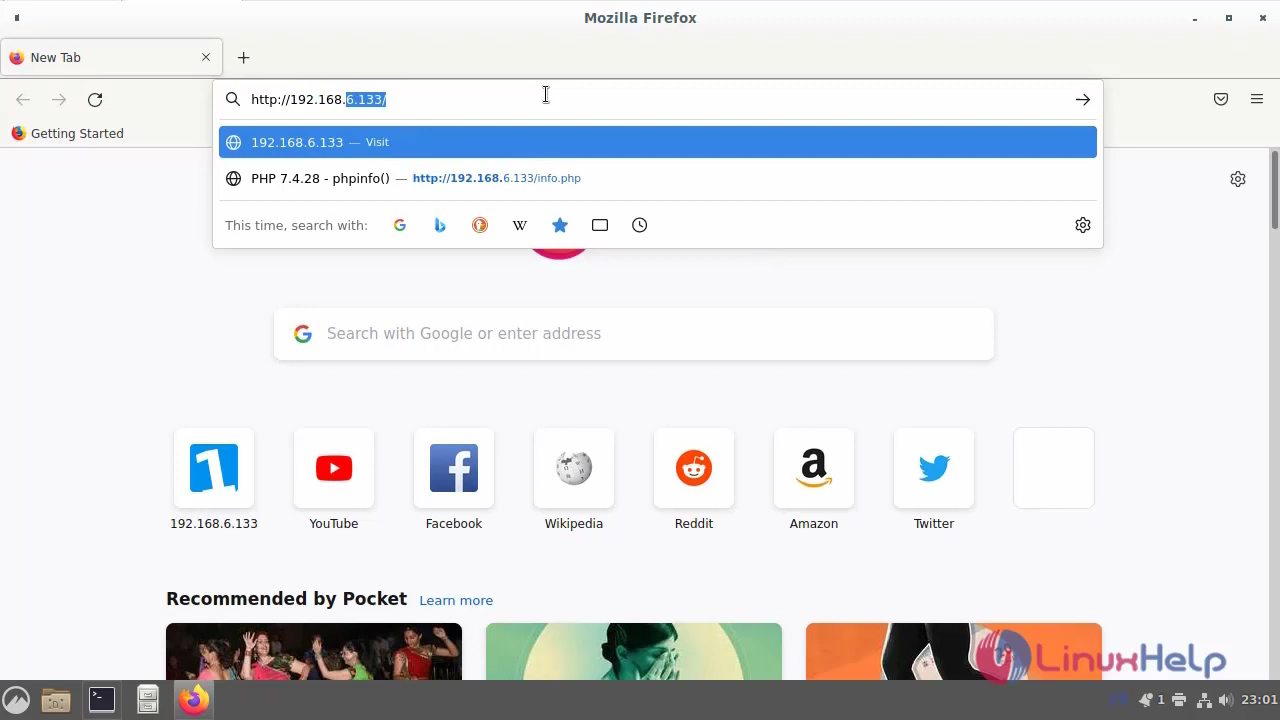 Mozilla Firefox
New Tab
http://192.168.6.133/
Getting Started
192.168.6.133 — Visit
PHP 7.4.28 - phpinfo() — http://192.168.6.133/info.php
This time, search with:
W
Search with Google or enter address
192.168.6.133 YouTube Facebook Wikipedia Reddit Amazon Twitter
Recommended by Pocket Learn more
LinuxHelp
1 23:01